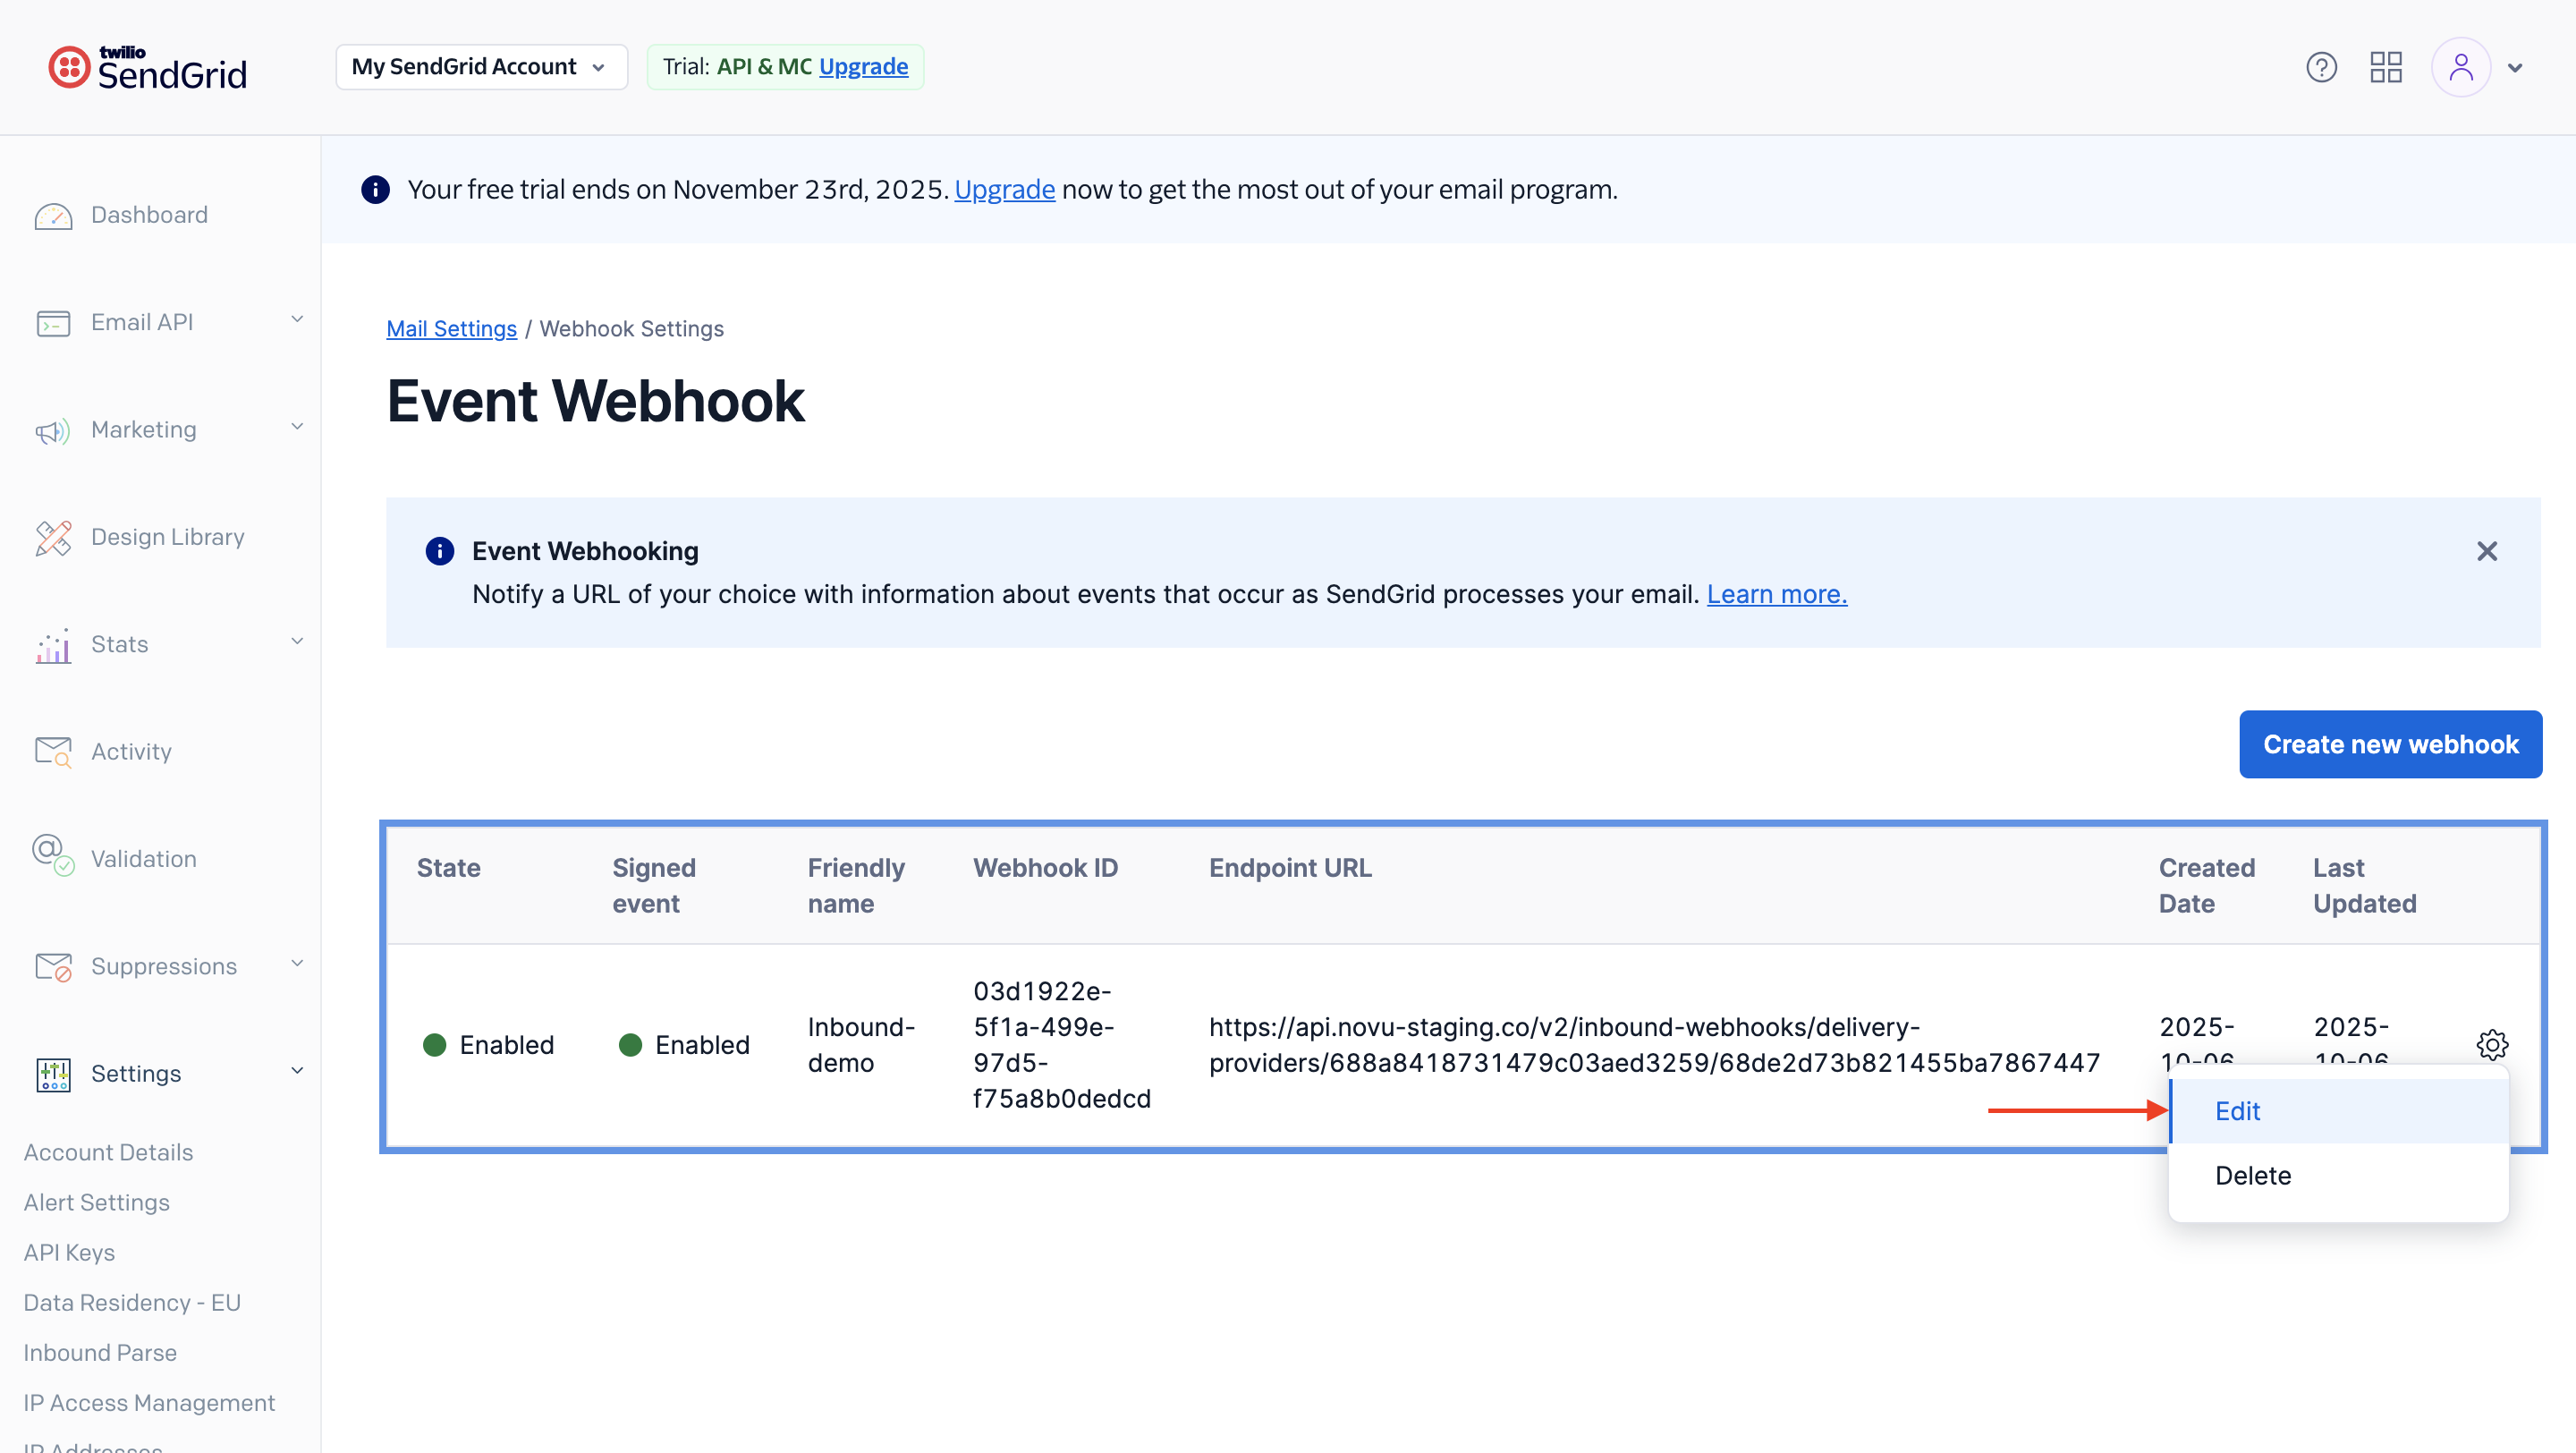 twilio
SendGrid
My SendGrid Account
Trial: API & MC Upgrade
Your free trial ends on November 23rd, 2025. Upgrade now to get the most out of your email program.
Dashboard
Email API
Marketing
Design Library
Stats
Activity
Validation
Suppressions
Settings
Account Details
Alert Settings
API Keys
Data Residency - EU
Inbound Parse
IP Access Management
IP Addresses
Mail Settings / Webhook Settings
Event Webhook
Event Webhooking
Notify a URL of your choice with information about events that occur as SendGrid processes your email. Learn more.
Create new webhook
State
Signed
event
Friendly
name
Webhook ID
Endpoint URL
Created
Date
Last
Updated
Enabled
Enabled
Inbound-
demo
03d1922e-
5f1a-499e-
97d5-
f75a8b0dedcd
https://api.novu-staging.co/v2/inbound-webhooks/delivery-
providers/688a8418731479c03aed3259/68de2d73b821455ba7867447
2025-
10-06
2025-
10-06
Edit
Delete